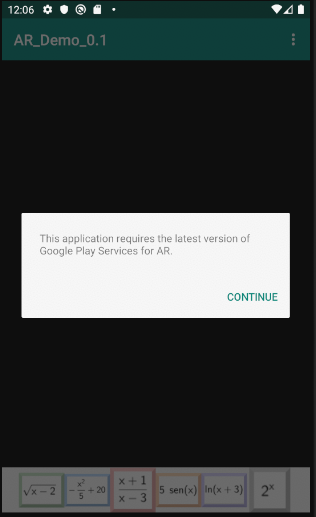 12:06
AR_Demo_0.1
This application requires the latest version of
Google Play Services for AR.
CONTINUE
√x − 2
−x²/5 + 20
x + 1
x − 3
5 sen(x)
ln(x + 3)
2ˣ